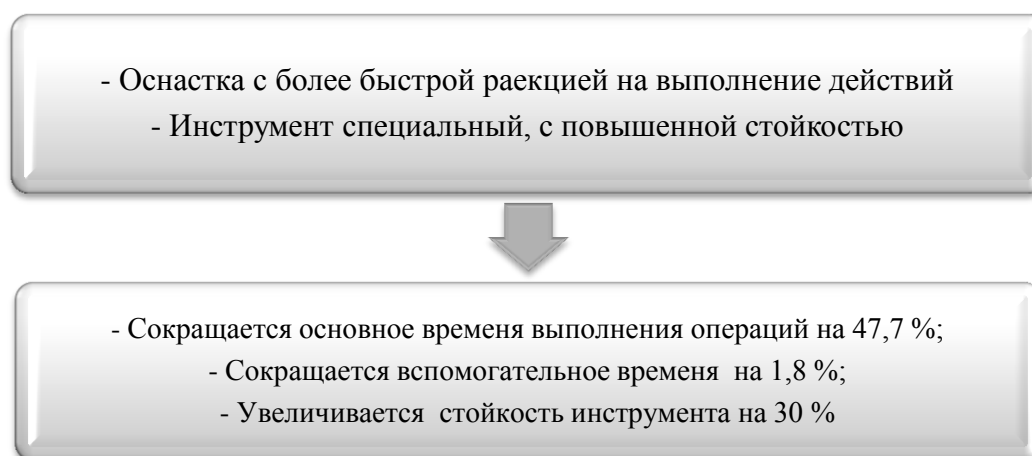 - Оснастка с более быстрой раекцией на выполнение действий
- Инструмент специальный, с повышенной стойкостью
- Сокращается основное временя выполнения операций на 47,7 %;
- Сокращается вспомогательное временя на 1,8 %;
- Увеличивается стойкость инструмента на 30 %